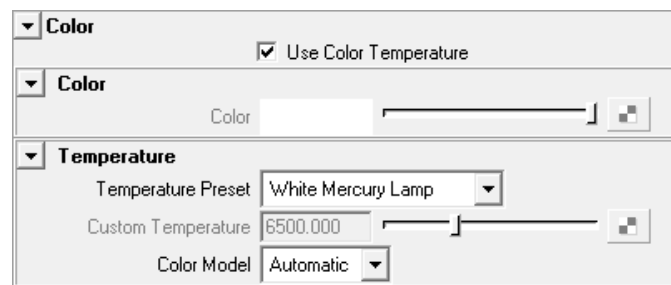 Color
Use Color Temperature
Color
Color
Temperature
Temperature Preset White Mercury Lamp
Custom Temperature 6500.000
Color Model Automatic